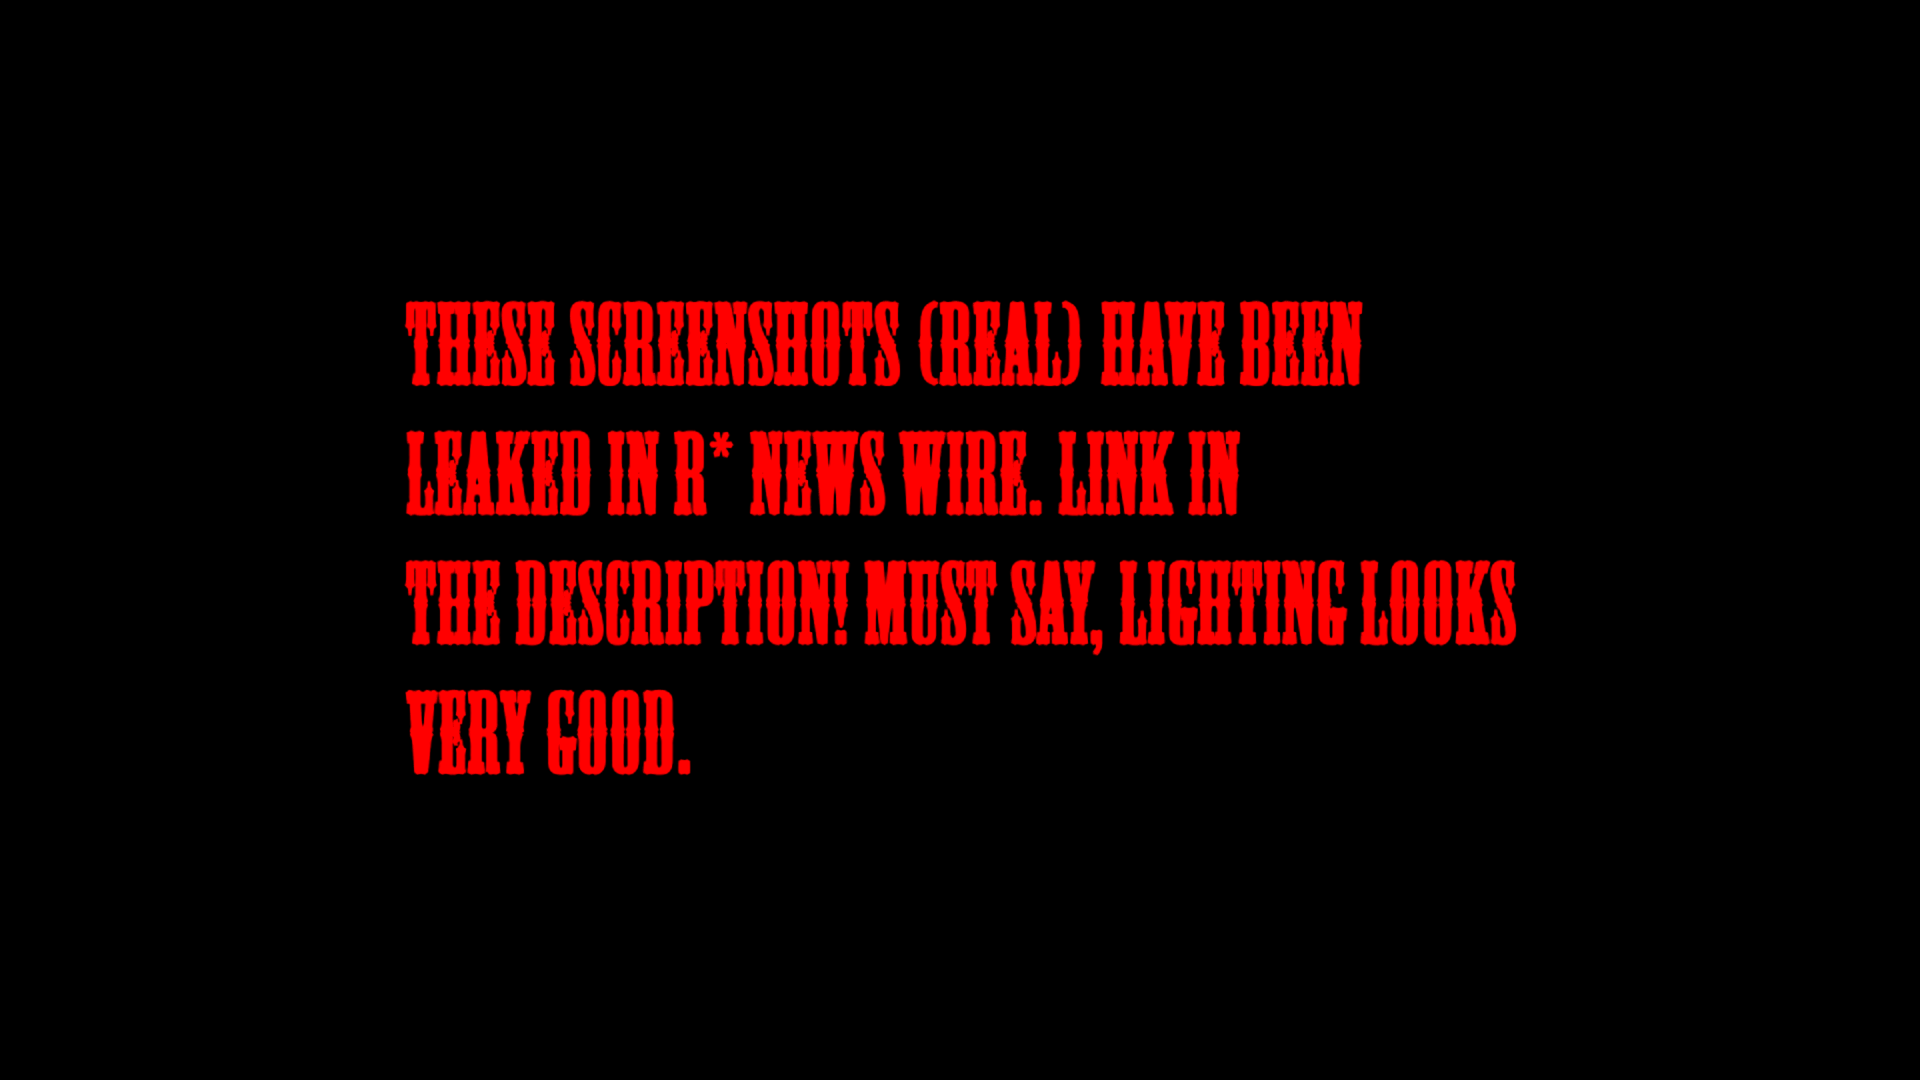 THESE SCREENSHOTS (REAL) HAVE BEEN
LEAKED IN R* NEWS WIRE. LINK IN
THE DESCRIPTION! MUST SAY, LIGHTING LOOKS
VERY GOOD.